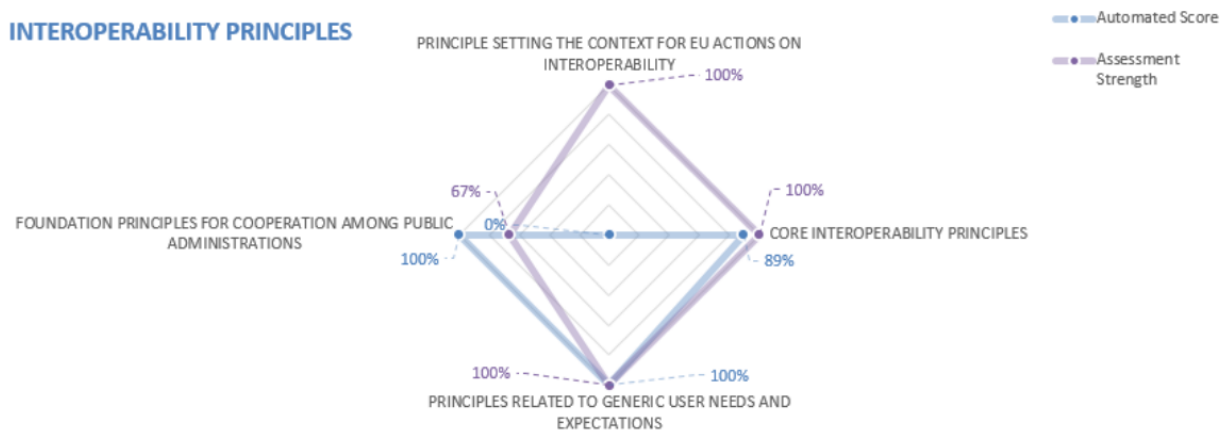 INTEROPERABILITY PRINCIPLES
Automated Score
Assessment
Strength
PRINCIPLE SETTING THE CONTEXT FOR EU ACTIONS ON
INTEROPERABILITY
100%
100%
CORE INTEROPERABILITY PRINCIPLES
89%
67%
0%
FOUNDATION PRINCIPLES FOR COOPERATION AMONG PUBLIC
ADMINISTRATIONS
100%
100%
100%
PRINCIPLES RELATED TO GENERIC USER NEEDS AND
EXPECTATIONS